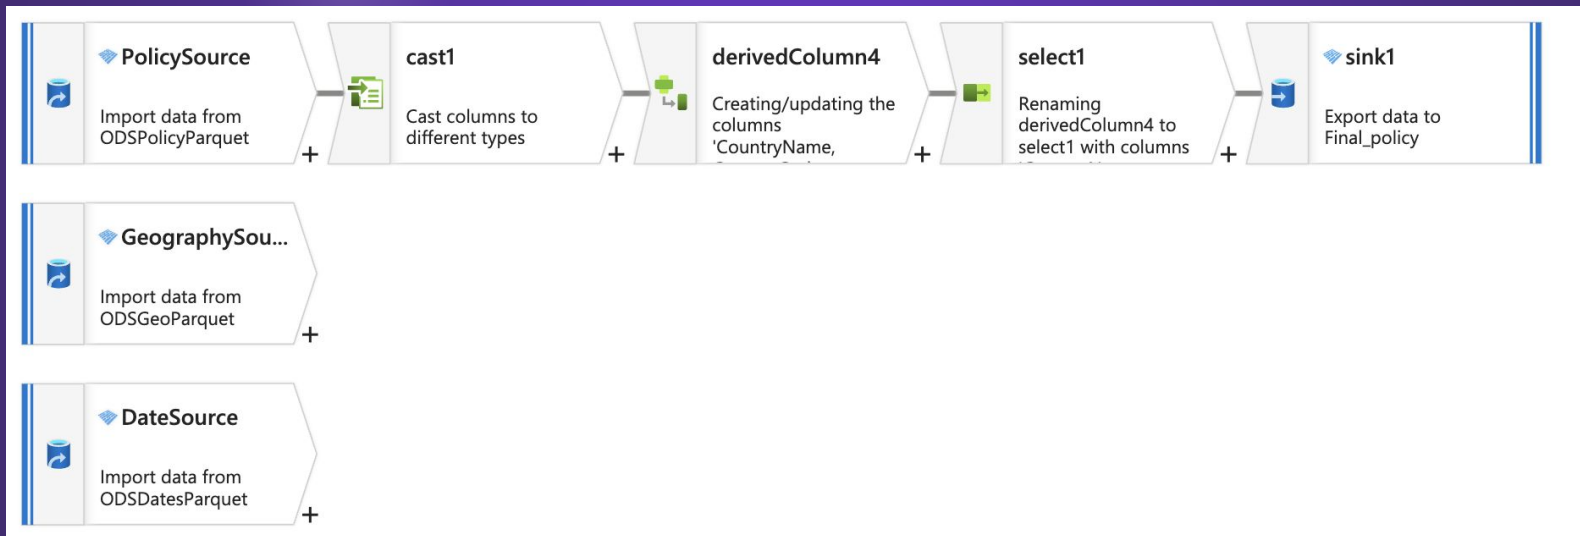 PolicySource
Import data from
ODSPolicyParquet
cast1
Cast columns to
different types
derivedColumn4
Creating/updating the
columns
'CountryName,
select1
Renaming
derivedColumn4 to
select1 with columns
sink1
Export data to
Final_policy
GeographySou...
Import data from
ODSGeoParquet
DateSource
Import data from
ODSDatesParquet